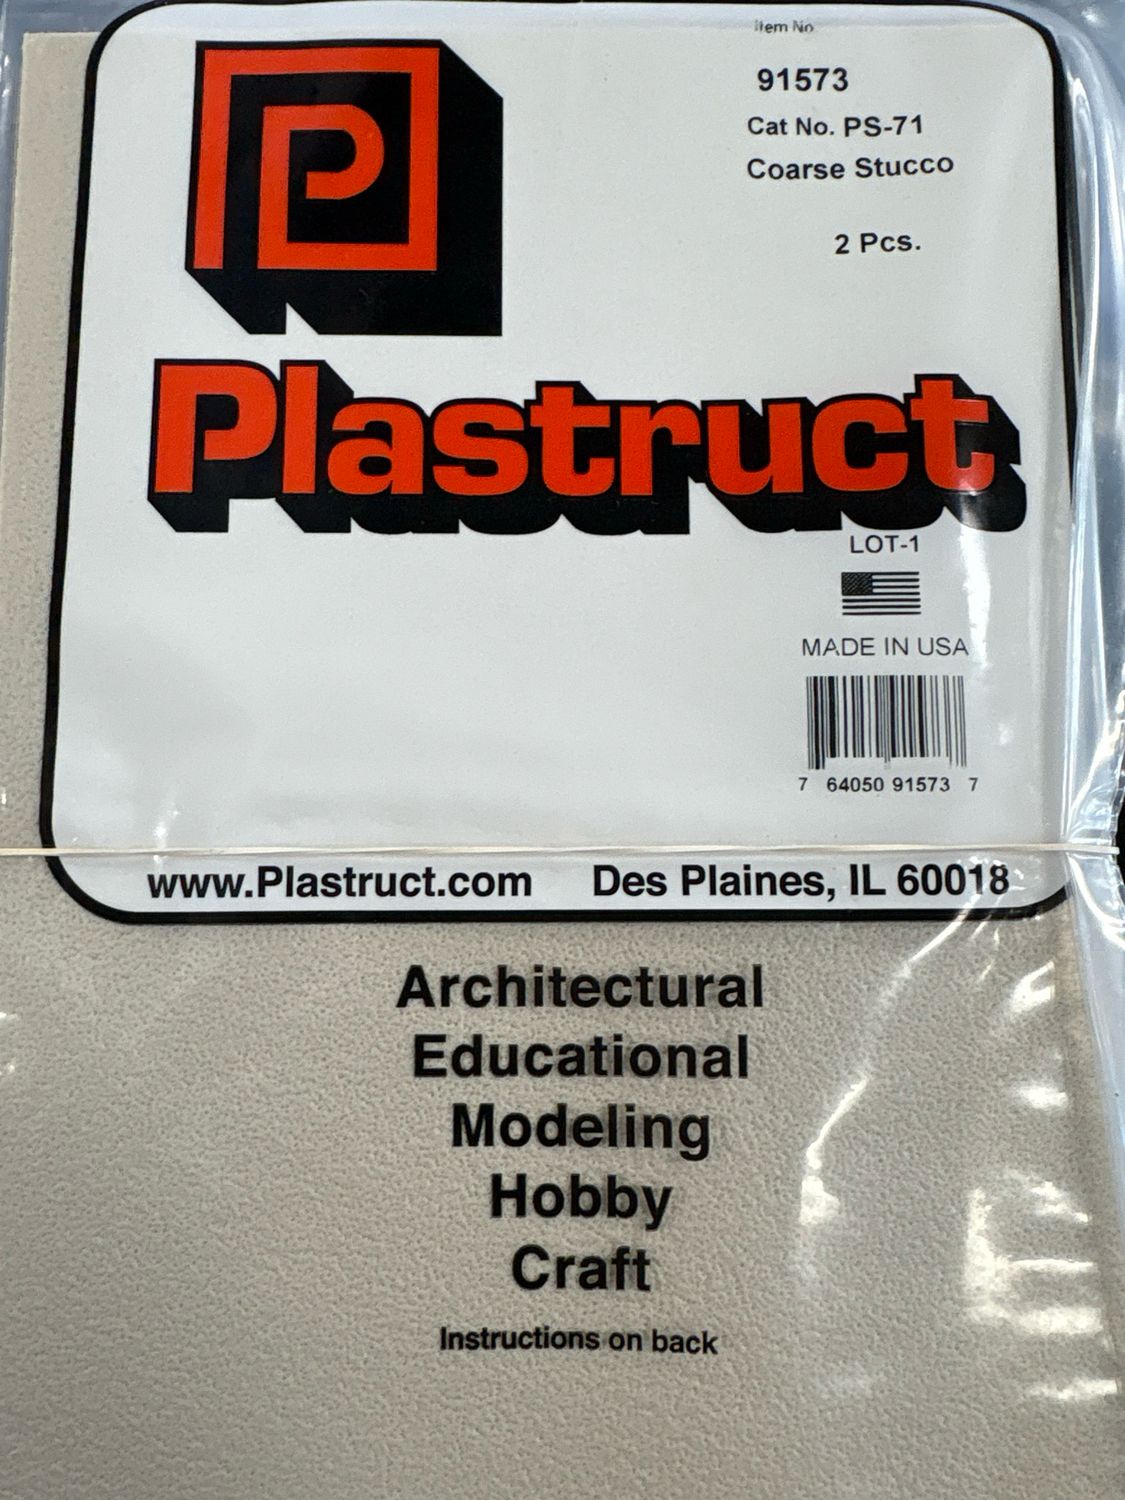 Item No
91573
Cat No. PS-71
Coarse Stucco
2 Pcs.
P
Plastruct
LOT-1
MADE IN USA
7 64050 91573 7
www.Plastruct.com Des Plaines, IL 60018
Architectural
Educational
Modeling
Hobby
Craft
Instructions on back